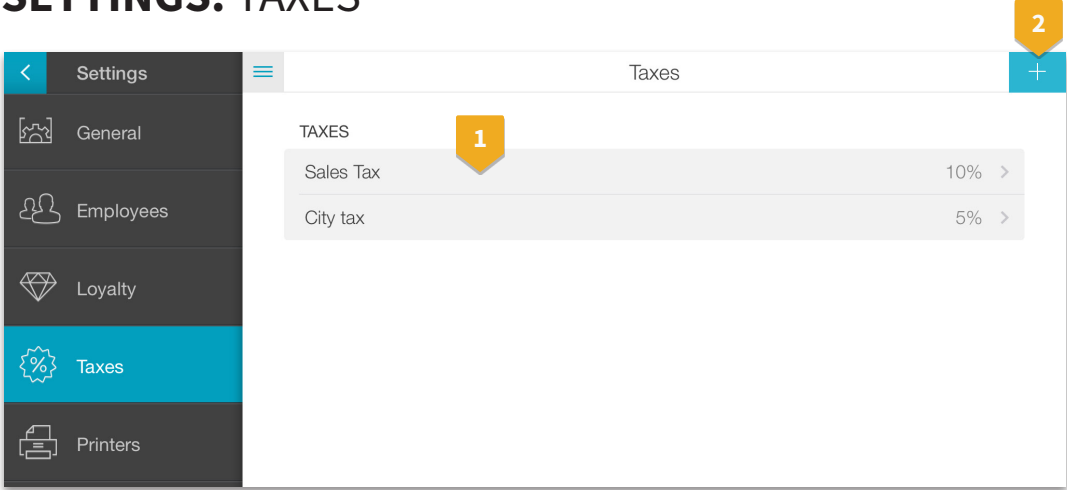 SETTINGS: TAXES
2
Settings
Taxes
General
TAXES
1
Sales Tax 10%
Employees
City tax 5%
Loyalty
Taxes
Printers